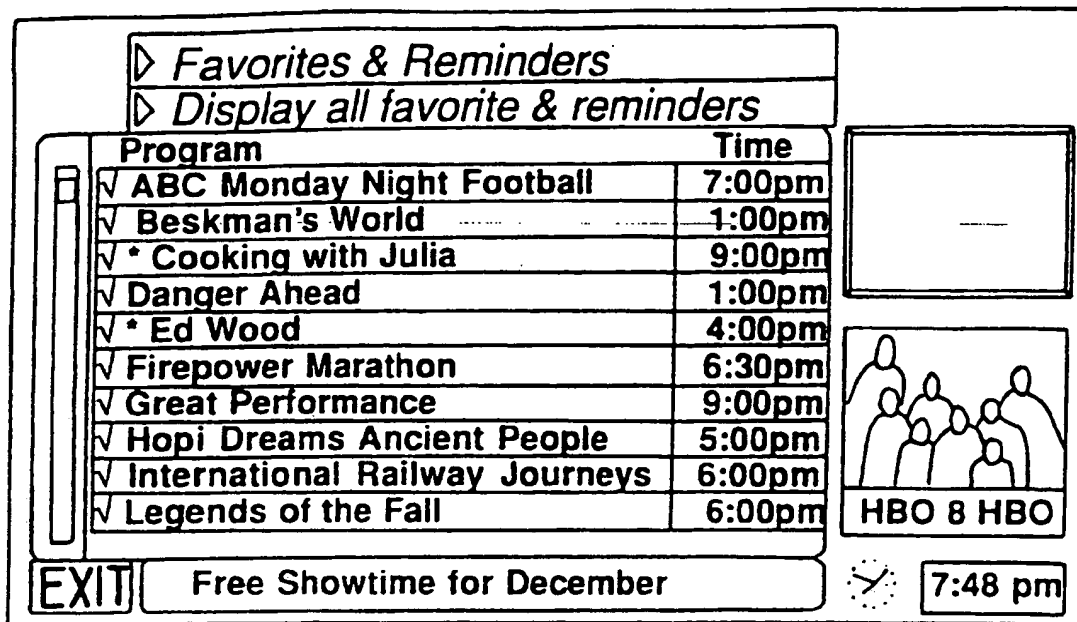 ▷ Favorites & Reminders
▷ Display all favorite & reminders
Program Time
√ ABC Monday Night Football 7:00pm
√ Beskman's World 1:00pm
√ * Cooking with Julia 9:00pm
√ Danger Ahead 1:00pm
√ * Ed Wood 4:00pm
√ Firepower Marathon 6:30pm
√ Great Performance 9:00pm
√ Hopi Dreams Ancient People 5:00pm
√ International Railway Journeys 6:00pm
√ Legends of the Fall 6:00pm
HBO 8 HBO
EXIT Free Showtime for December 7:48 pm